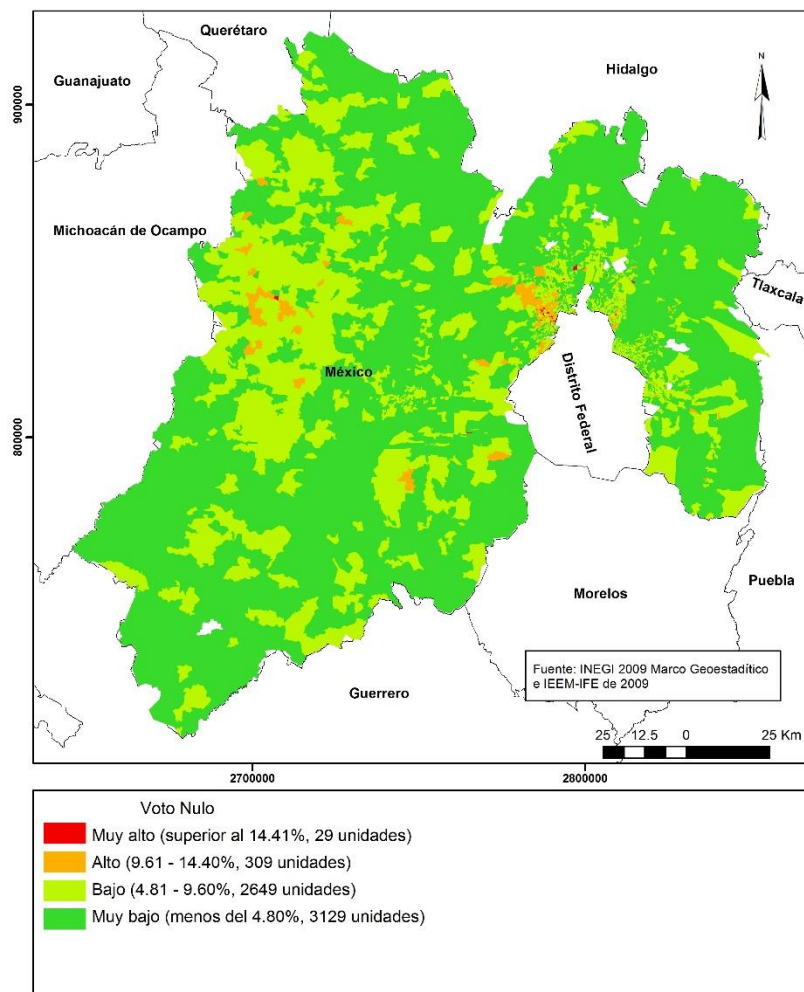 Querétaro
Guanajuato
Hidalgo
N
900000
Michoacán de Ocampo
Tlaxcala
México
Distrito Federal
800000
Morelos
Puebla
Fuente: INEGI 2009 Marco Geoestadítico
e IEEM-IFE de 2009
Guerrero
25 12.5 0 25 Km
2700000 2800000
Voto Nulo
Muy alto (superior al 14.41%, 29 unidades)
Alto (9.61 - 14.40%, 309 unidades)
Bajo (4.81 - 9.60%, 2649 unidades)
Muy bajo (menos del 4.80%, 3129 unidades)